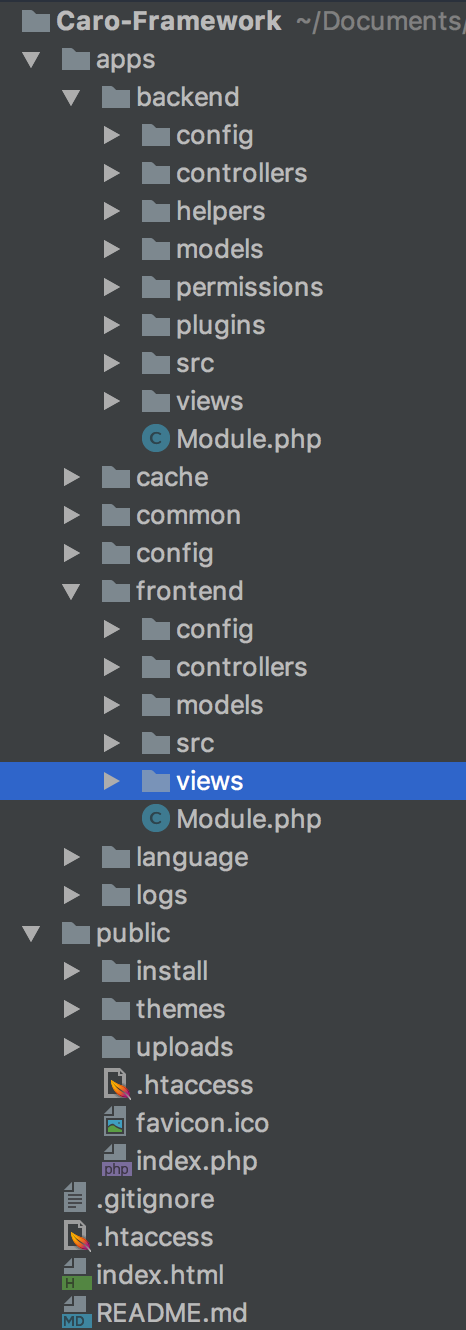 Caro-Framework ~/Documents/
apps
backend
config
controllers
helpers
models
permissions
plugins
src
views
C Module.php
cache
common
config
frontend
config
controllers
models
src
views
C Module.php
language
logs
public
install
themes
uploads
.htaccess
favicon.ico
php index.php
.gitignore
.htaccess
H index.html
MD README.md